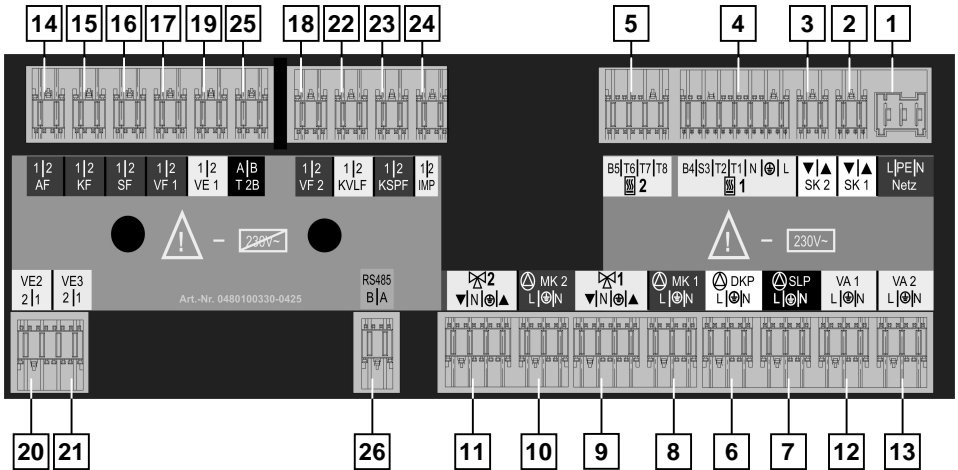 14 15 16 17 19 25 18 22 23 24 5 4 3 2 1
1|2 1|2 1|2 1|2 1|2 A|B 1|2 1|2 1|2 1|2 B5|T6|T7|T8 B4|S3|T2|T1|N|⏚|L ▼|▲ ▼|▲ L|PE|N
AF KF SF VF 1 VE 1 T 2B VF 2 KVLF KSPF IMP 2 1 SK 2 SK 1 Netz
! – 230V~ ! – 230V~
VE2 VE3 RS485 2 MK 2 1 MK 1 DKP SLP VA 1 VA 2
2|1 2|1 B|A ▼|N|⏚|▲ L|⏚|N ▼|N|⏚|▲ L|⏚|N L|⏚|N L|⏚|N L|⏚|N L|⏚|N
Art.-Nr. 0480100330-0425
20 21 26 11 10 9 8 6 7 12 13